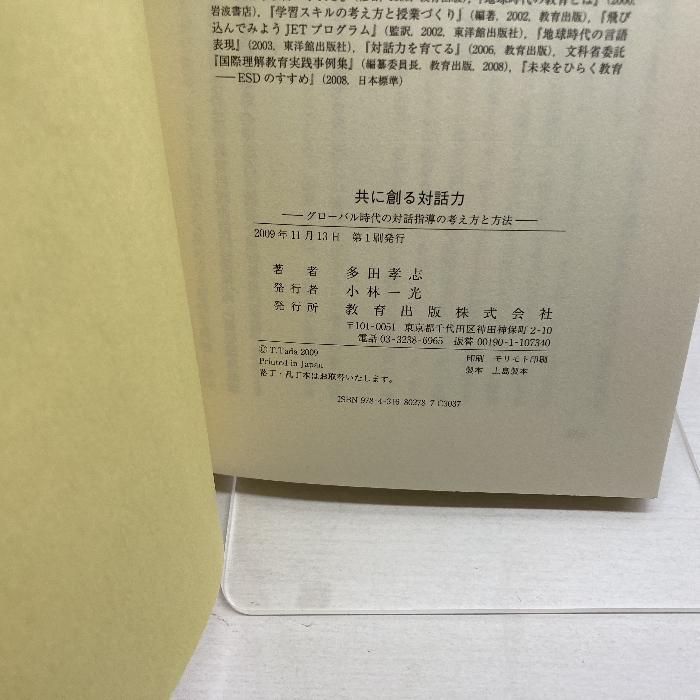 岩波書店),『学習スキルの考え方と授業づくり』(編著, 2002, 教育出版),『飛び
込んでみよう JET プログラム』(監訳, 2002, 東洋館出版社),『地球時代の言語
表現』(2003, 東洋館出版社),『対話力を育てる』(2006, 教育出版), 文科省委託
『国際理解教育実践事例集』(編纂委員長, 教育出版, 2008),『未来をひらく教育
――ESD のすすめ』(2008, 日本標準)
共に創る対話力
――グローバル時代の対話指導の考え方と方法――
2009年11月13日 第1刷発行
著者 多田孝志
発行者 小林一光
発行所 教育出版株式会社
〒101-0051 東京都千代田区神田神保町 2-10
電話 03-3238-6965 振替 00190-1-107340
Ⓒ T.Tada 2009
Printed in Japan
落丁・乱丁本はお取替いたします。
印刷 モリモト印刷
製本 上島製本
ISBN 978-4-316-80278-7 C3037